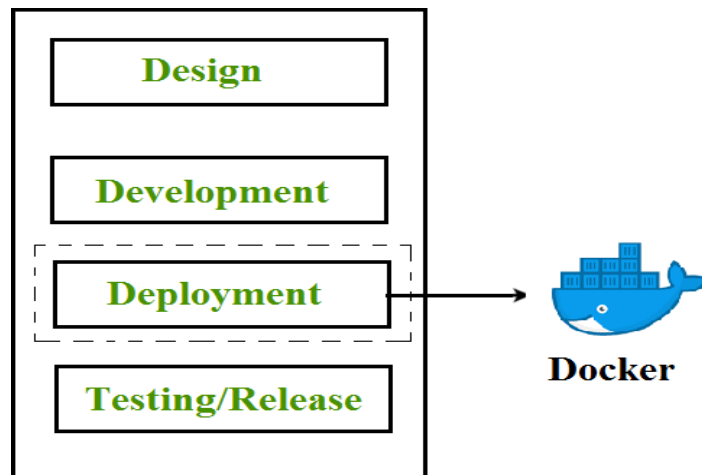 Design
Development
Deployment
Docker
Testing/Release